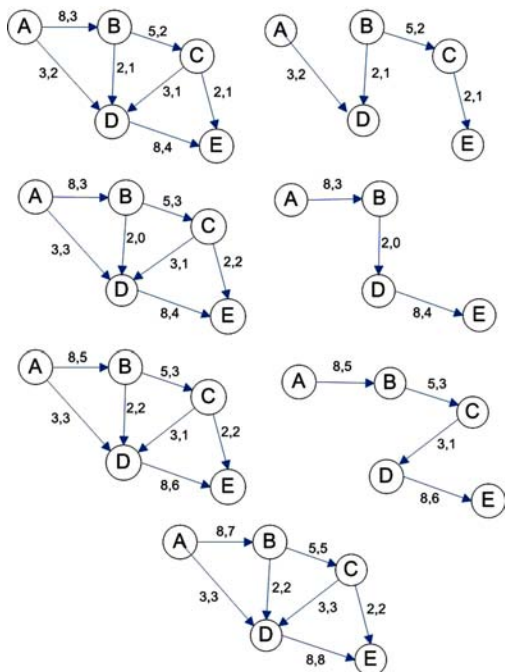 A 8,3 B 5,2 C 3,2 2,1 3,1 2,1 D 8,4 E
A B 5,2 C 3,2 2,1 2,1 D E
A 8,3 B 5,3 C 3,3 2,0 3,1 2,2 D 8,4 E
A 8,3 B 2,0 D 8,4 E
A 8,5 B 5,3 C 3,3 2,2 3,1 2,2 D 8,6 E
A 8,5 B 5,3 C 3,1 D 8,6 E
A 8,7 B 5,5 C 3,3 2,2 3,3 2,2 D 8,8 E